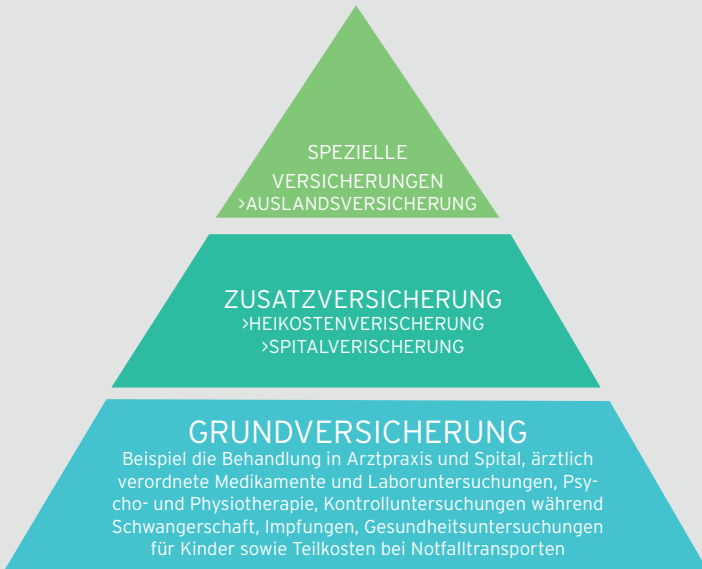 SPEZIELLE
VERSICHERUNGEN
>AUSLANDSVERSICHERUNG
ZUSATZVERSICHERUNG
>HEIKOSTENVERISCHERUNG
>SPITALVERISCHERUNG
GRUNDVERSICHERUNG
Beispiel die Behandlung in Arztpraxis und Spital, ärztlich
verordnete Medikamente und Laboruntersuchungen, Psy-
cho- und Physiotherapie, Kontrolluntersuchungen während
Schwangerschaft, Impfungen, Gesundheitsuntersuchungen
für Kinder sowie Teilkosten bei Notfalltransporten